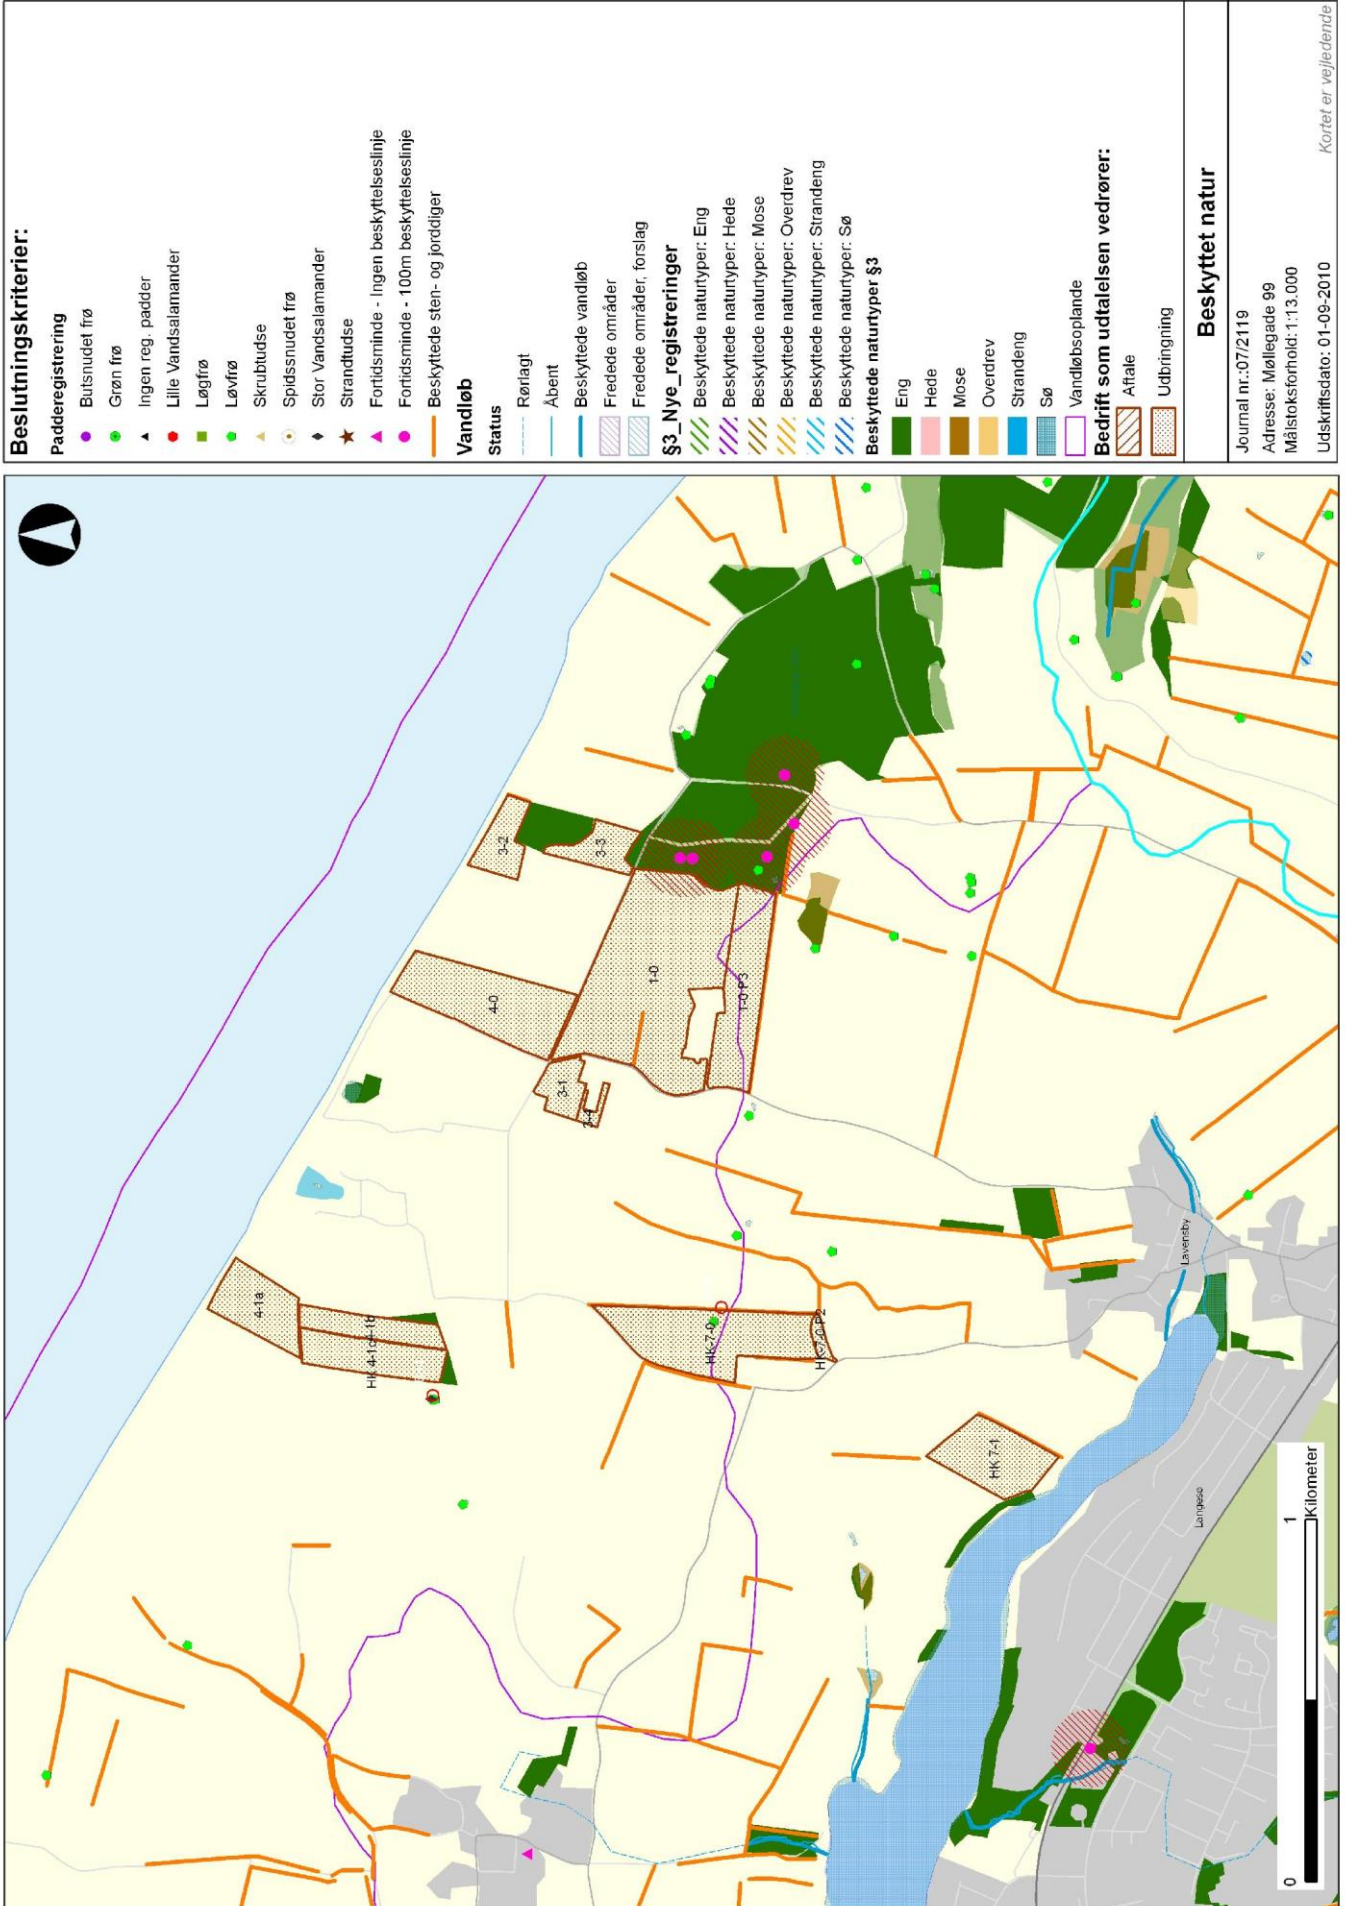 Beslutningskriterier:
Padderegistrering
Butsnudet frø
Grøn frø
Ingen reg. padder
Lille Vandsalamander
Løgfrø
Løvfrø
Skrubtudse
Spidssnudet frø
Stor Vandsalamander
Strandtudse
Fortidsminde - Ingen beskyttelseslinje
Fortidsminde - 100m beskyttelseslinje
Beskyttede sten- og jorddiger
Vandløb
Status
Rørlagt
Åbent
Beskyttede vandløb
Fredede områder
Fredede områder, forslag
§3_Nye_registreringer
Beskyttede naturtyper: Eng
Beskyttede naturtyper: Hede
Beskyttede naturtyper: Mose
Beskyttede naturtyper: Overdrev
Beskyttede naturtyper: Strandeng
Beskyttede naturtyper: Sø
Beskyttede naturtyper §3
Eng
Hede
Mose
Overdrev
Strandeng
Sø
Vandløbsoplande
Bedrift som udtalelsen vedrører:
Aftale
Udbringning
Beskyttet natur
Journal nr.:07/2119
Adresse: Møllegade 99
Målstoksforhold: 1:13.000
Udskriftsdato: 01-09-2010
Kortet er vejledende
4-1a
HK 4-1c
4-1b
4-0
3-2
3-3
3-1
3-4
1-0
1-0-P3
HK-7-0
HK-7-0-P2
HK 7-1
Lavensby
Langesø
0
1
Kilometer